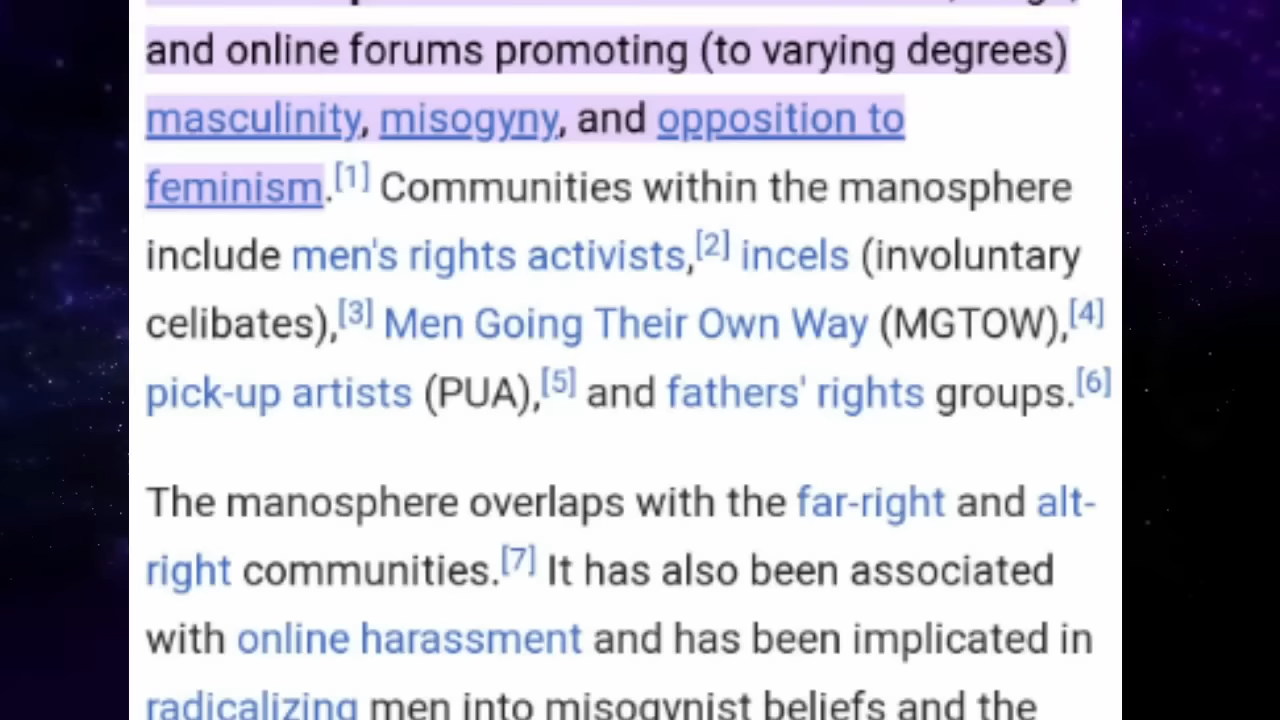 and online forums promoting (to varying degrees)
masculinity, misogyny, and opposition to
feminism.[1] Communities within the manosphere
include men's rights activists,[2] incels (involuntary
celibates),[3] Men Going Their Own Way (MGTOW),[4]
pick-up artists (PUA),[5] and fathers' rights groups.[6]
The manosphere overlaps with the far-right and alt-
right communities.[7] It has also been associated
with online harassment and has been implicated in
radicalizing men into misogynist beliefs and the